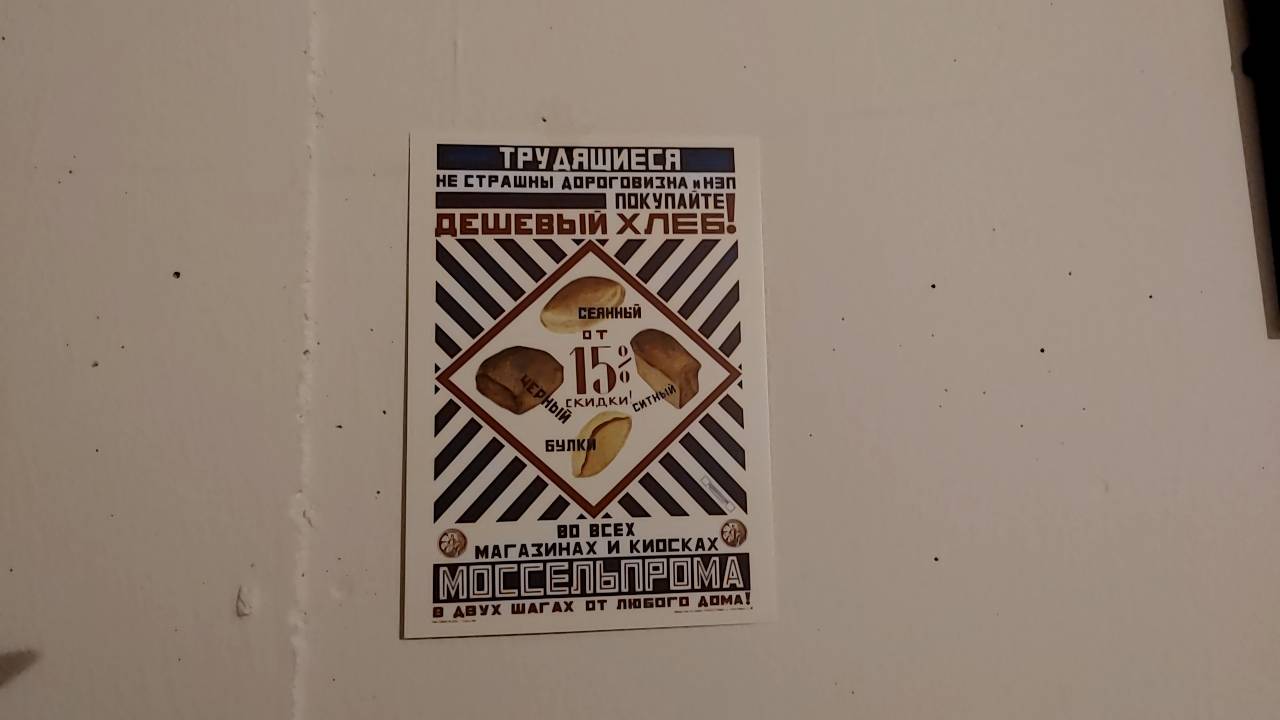 ТРУДЯЩИЕСЯ
НЕ СТРАШНЫ ДОРОГОВИЗНА И НЭП
ПОКУПАЙТЕ
ДЕШЕВЫЙ ХЛЕБ!
СЕЯННЫЙ
ОТ
15%
СКИДКИ!
ЧЕРНЫЙ
СИТНЫЙ
БУЛКИ
ВО ВСЕХ
МАГАЗИНАХ И КИОСКАХ
МОССЕЛЬПРОМА
В ДВУХ ШАГАХ ОТ ЛЮБОГО ДОМА!